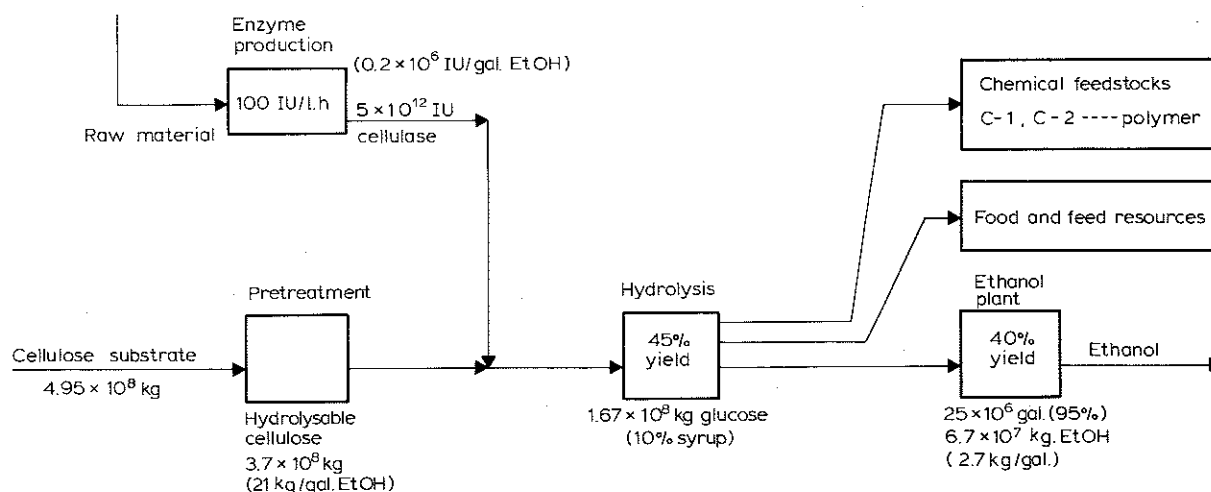 Enzyme
production
(0.2 × 10⁶ IU/gal. EtOH)
100 IU/l.h
5 × 10¹² IU
cellulase
Raw material
Chemical feedstocks
C-1, C-2 ---- polymer
Food and feed resources
Pretreatment
Cellulose substrate
4.95 × 10⁸ kg
Hydrolysable
cellulose
3.7 × 10⁸ kg
(21 kg/gal. EtOH)
Hydrolysis
45%
yield
1.67 × 10⁸ kg glucose
(10% syrup)
Ethanol
plant
40%
yield
Ethanol
25 × 10⁶ gal. (95%)
6.7 × 10⁷ kg. EtOH
( 2.7 kg/gal.)